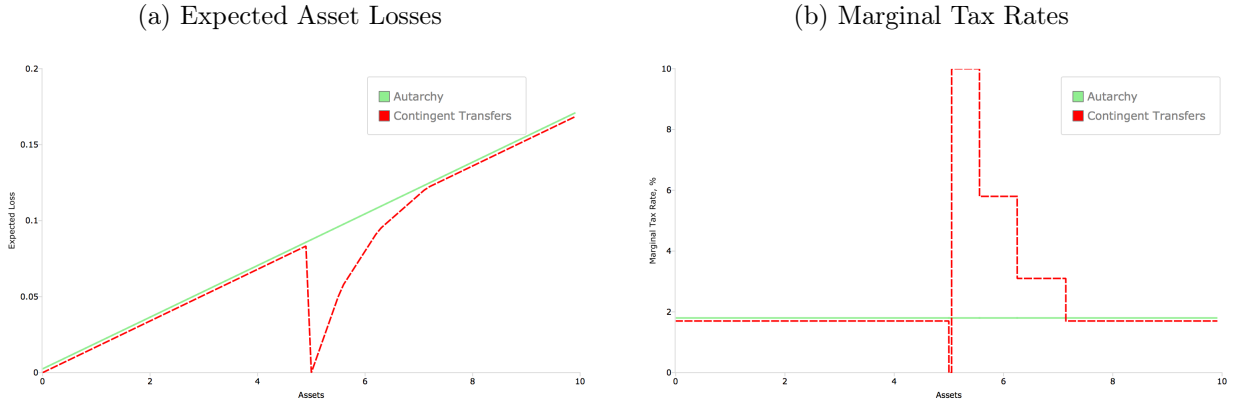 (a) Expected Asset Losses
0.2
0.15
0.1
0.05
0
Expected Loss
Autarchy
Contingent Transfers
0 2 4 6 8 10
Assets
(b) Marginal Tax Rates
10
8
6
4
2
0
Marginal Tax Rate, %
Autarchy
Contingent Transfers
0 2 4 6 8 10
Assets